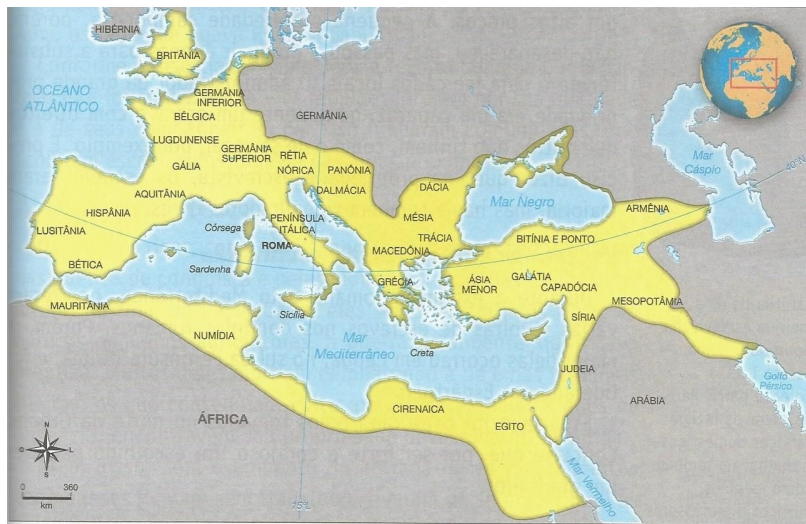 HIBÉRNIA
BRITÂNIA
OCEANO
ATLÂNTICO
GERMÂNIA
INFERIOR
GERMÂNIA
BÉLGICA
LUGDUNENSE
GERMÂNIA
SUPERIOR
RÉTIA
GÁLIA
NÓRICA
PANÔNIA
AQUITÂNIA
DALMÁCIA
DÁCIA
Mar
Cáspio
40°N
HISPÂNIA
LUSITÂNIA
BÉTICA
Córsega
PENÍNSULA
ITÁLICA
ROMA
Sardenha
MÉSIA
TRÁCIA
MACEDÔNIA
Mar Negro
ARMÊNIA
BITÍNIA E PONTO
GRÉCIA
ÁSIA
MENOR
GALÁTIA
CAPADÓCIA
MESOPOTÂMIA
MAURITÂNIA
NUMÍDIA
Sicília
Mar
Mediterrâneo
Creta
SÍRIA
JUDEIA
Golfo
Pérsico
ARÁBIA
ÁFRICA
CIRENAICA
EGITO
Mar Vermelho
N
O
L
S
0 360
km
15°L